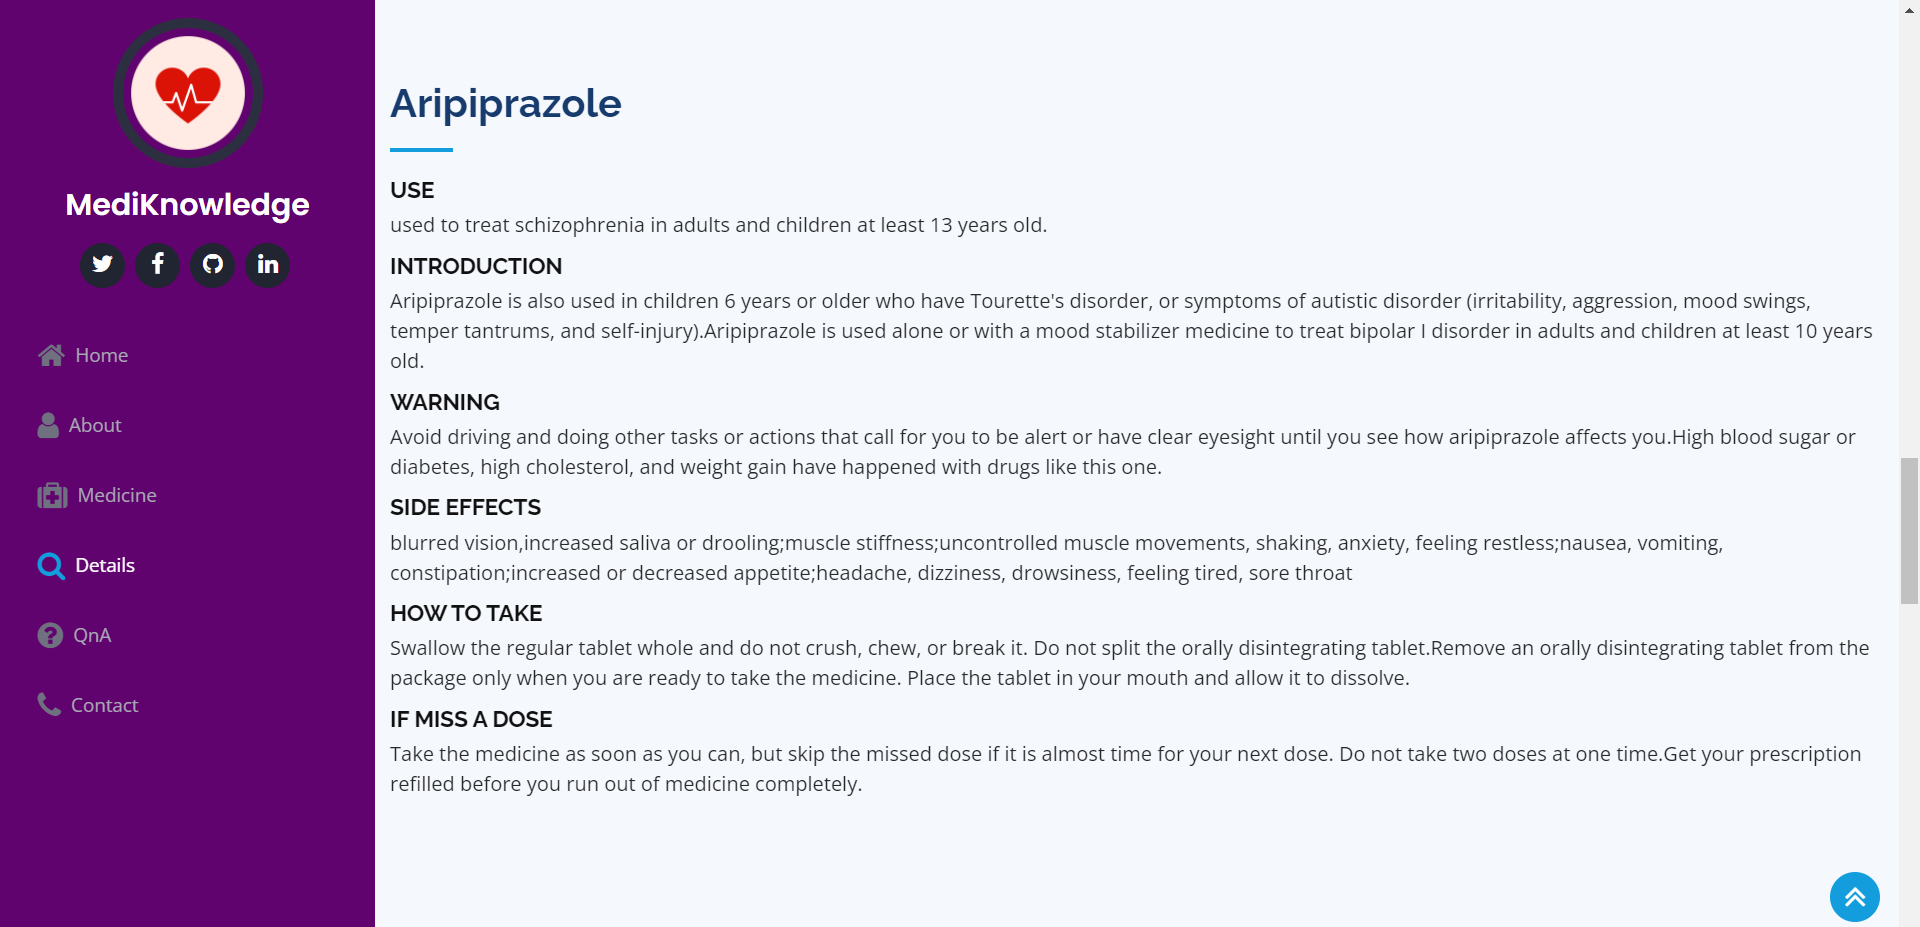 MediKnowledge
Home
About
Medicine
Details
QnA
Contact
Aripiprazole
USE
used to treat schizophrenia in adults and children at least 13 years old.
INTRODUCTION
Aripiprazole is also used in children 6 years or older who have Tourette's disorder, or symptoms of autistic disorder (irritability, aggression, mood swings,
temper tantrums, and self-injury).Aripiprazole is used alone or with a mood stabilizer medicine to treat bipolar I disorder in adults and children at least 10 years
old.
WARNING
Avoid driving and doing other tasks or actions that call for you to be alert or have clear eyesight until you see how aripiprazole affects you.High blood sugar or
diabetes, high cholesterol, and weight gain have happened with drugs like this one.
SIDE EFFECTS
blurred vision,increased saliva or drooling;muscle stiffness;uncontrolled muscle movements, shaking, anxiety, feeling restless;nausea, vomiting,
constipation;increased or decreased appetite;headache, dizziness, drowsiness, feeling tired, sore throat
HOW TO TAKE
Swallow the regular tablet whole and do not crush, chew, or break it. Do not split the orally disintegrating tablet.Remove an orally disintegrating tablet from the
package only when you are ready to take the medicine. Place the tablet in your mouth and allow it to dissolve.
IF MISS A DOSE
Take the medicine as soon as you can, but skip the missed dose if it is almost time for your next dose. Do not take two doses at one time.Get your prescription
refilled before you run out of medicine completely.